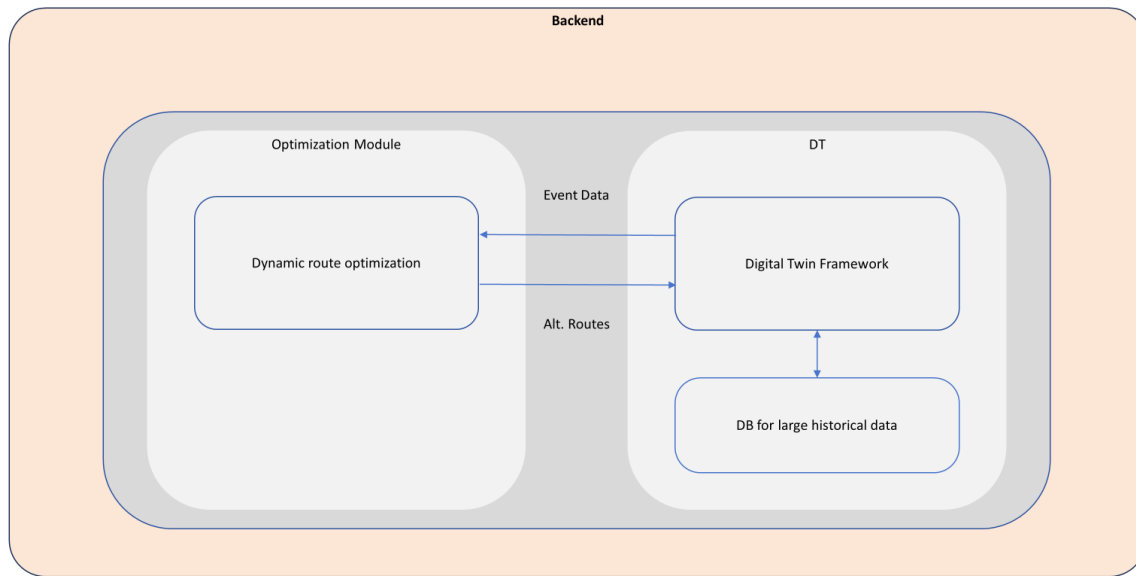 Backend
Optimization Module
DT
Event Data
Dynamic route optimization
Digital Twin Framework
Alt. Routes
DB for large historical data